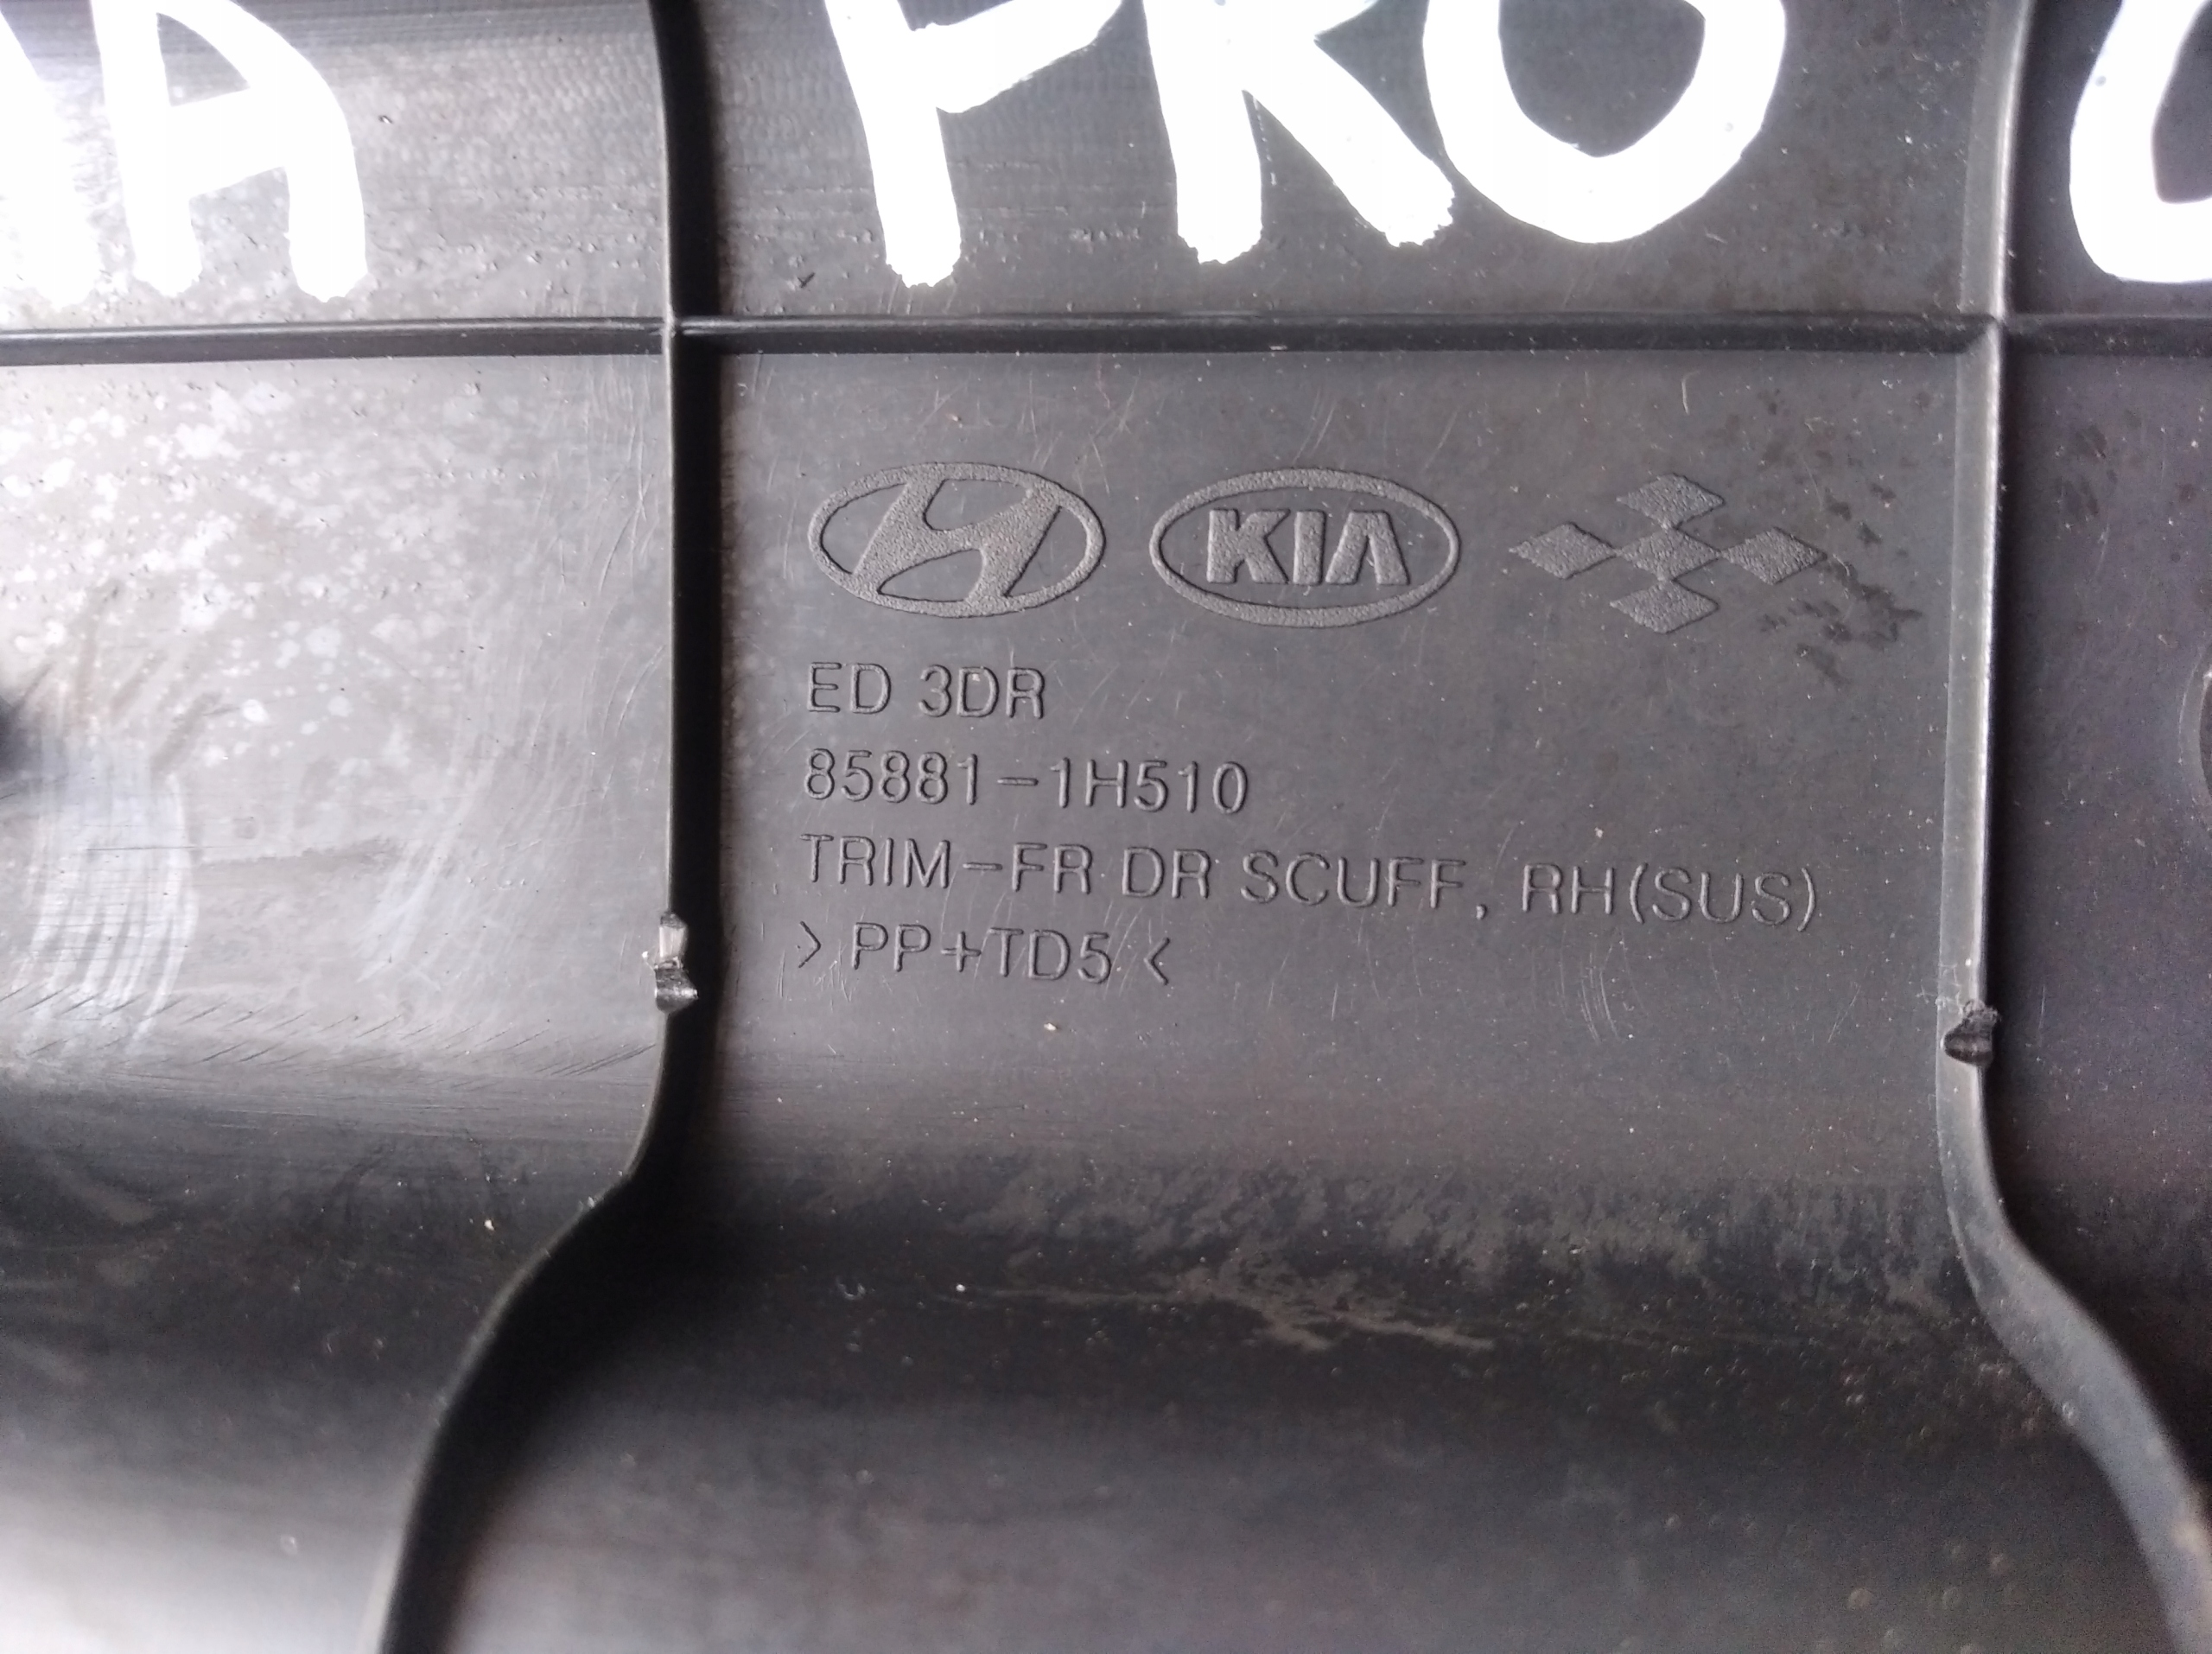 A PRO
KIA
ED 3DR
85881-1H510
TRIM-FR DR SCUFF, RH(SUS)
>PP+TD5<